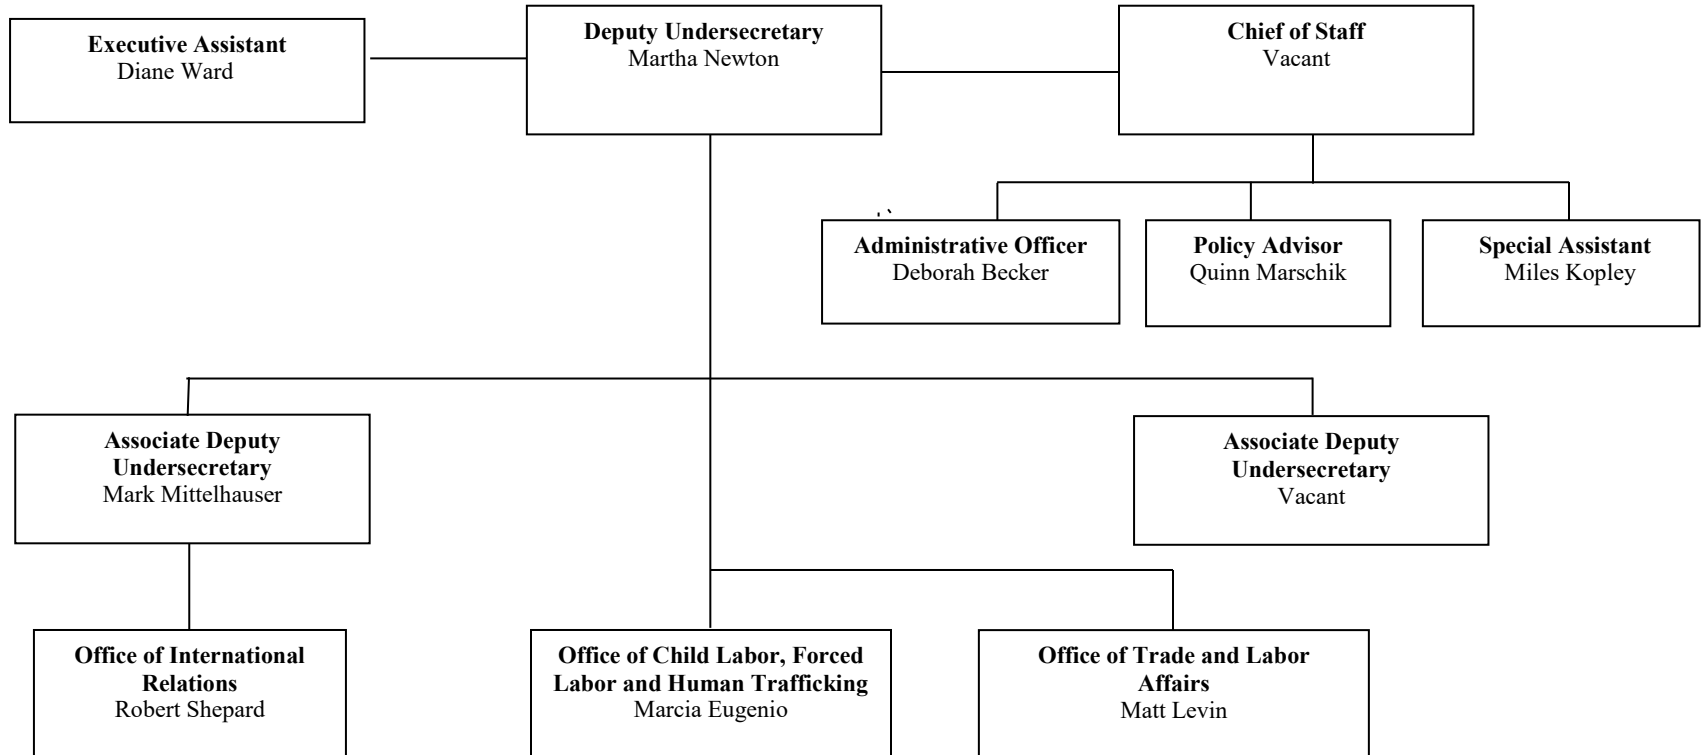 Executive Assistant
Diane Ward
Deputy Undersecretary
Martha Newton
Chief of Staff
Vacant
Administrative Officer
Deborah Becker
Policy Advisor
Quinn Marschik
Special Assistant
Miles Kopley
Associate Deputy
Undersecretary
Mark Mittelhauser
Associate Deputy
Undersecretary
Vacant
Office of International
Relations
Robert Shepard
Office of Child Labor, Forced
Labor and Human Trafficking
Marcia Eugenio
Office of Trade and Labor
Affairs
Matt Levin